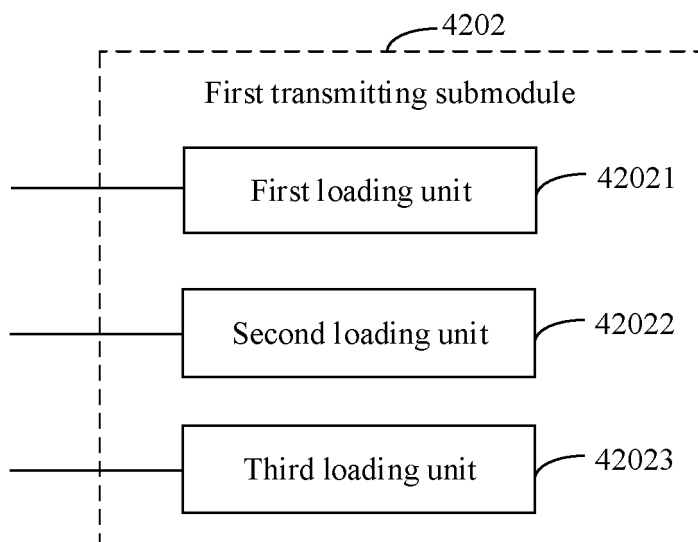 4202
First transmitting submodule
First loading unit
42021
Second loading unit
42022
Third loading unit
42023